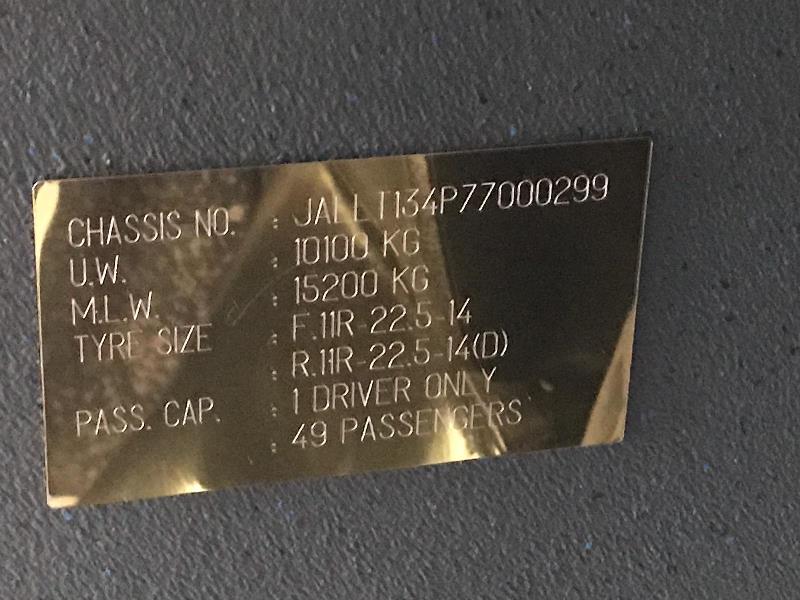 CHASSIS NO. : JALLT134P77000299
U.W. : 10100 KG
M.L.W. : 15200 KG
TYRE SIZE : F.11R-22.5-14
: R.11R-22.5-14(D)
PASS. CAP. : 1 DRIVER ONLY
: 49 PASSENGERS